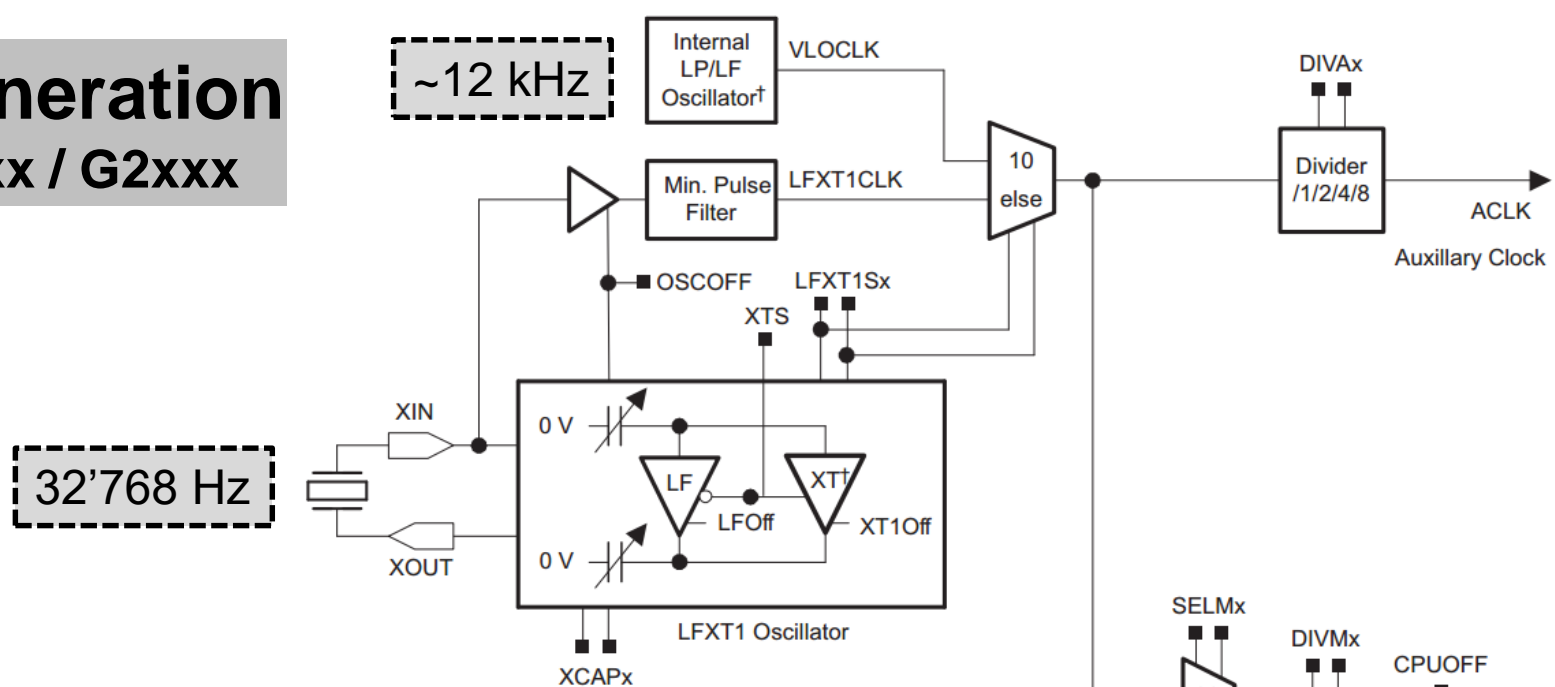 neration
xx / G2xxx
~12 kHz
Internal
LP/LF
Oscillator†
VLOCLK
DIVAx
10
else
Divider
/1/2/4/8
ACLK
Auxillary Clock
Min. Pulse
Filter
LFXT1CLK
OSCOFF
LFXT1Sx
XTS
XIN
0 V
LF
XT†
LFOff
XT1Off
32’768 Hz
0 V
XOUT
LFXT1 Oscillator
XCAPx
SELMx
DIVMx
CPUOFF